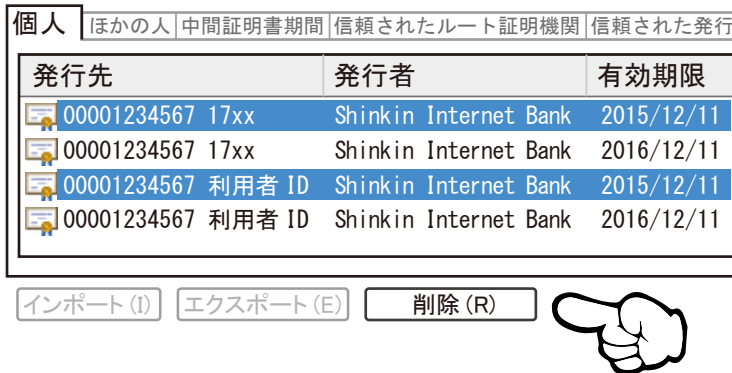 個人 ほかの人 中間証明書期間 信頼されたルート証明機関 信頼された発行
発行先 発行者 有効期限
00001234567 17xx Shinkin Internet Bank 2015/12/11
00001234567 17xx Shinkin Internet Bank 2016/12/11
00001234567 利用者 ID Shinkin Internet Bank 2015/12/11
00001234567 利用者 ID Shinkin Internet Bank 2016/12/11
インポート(I) エクスポート(E) 削除(R)